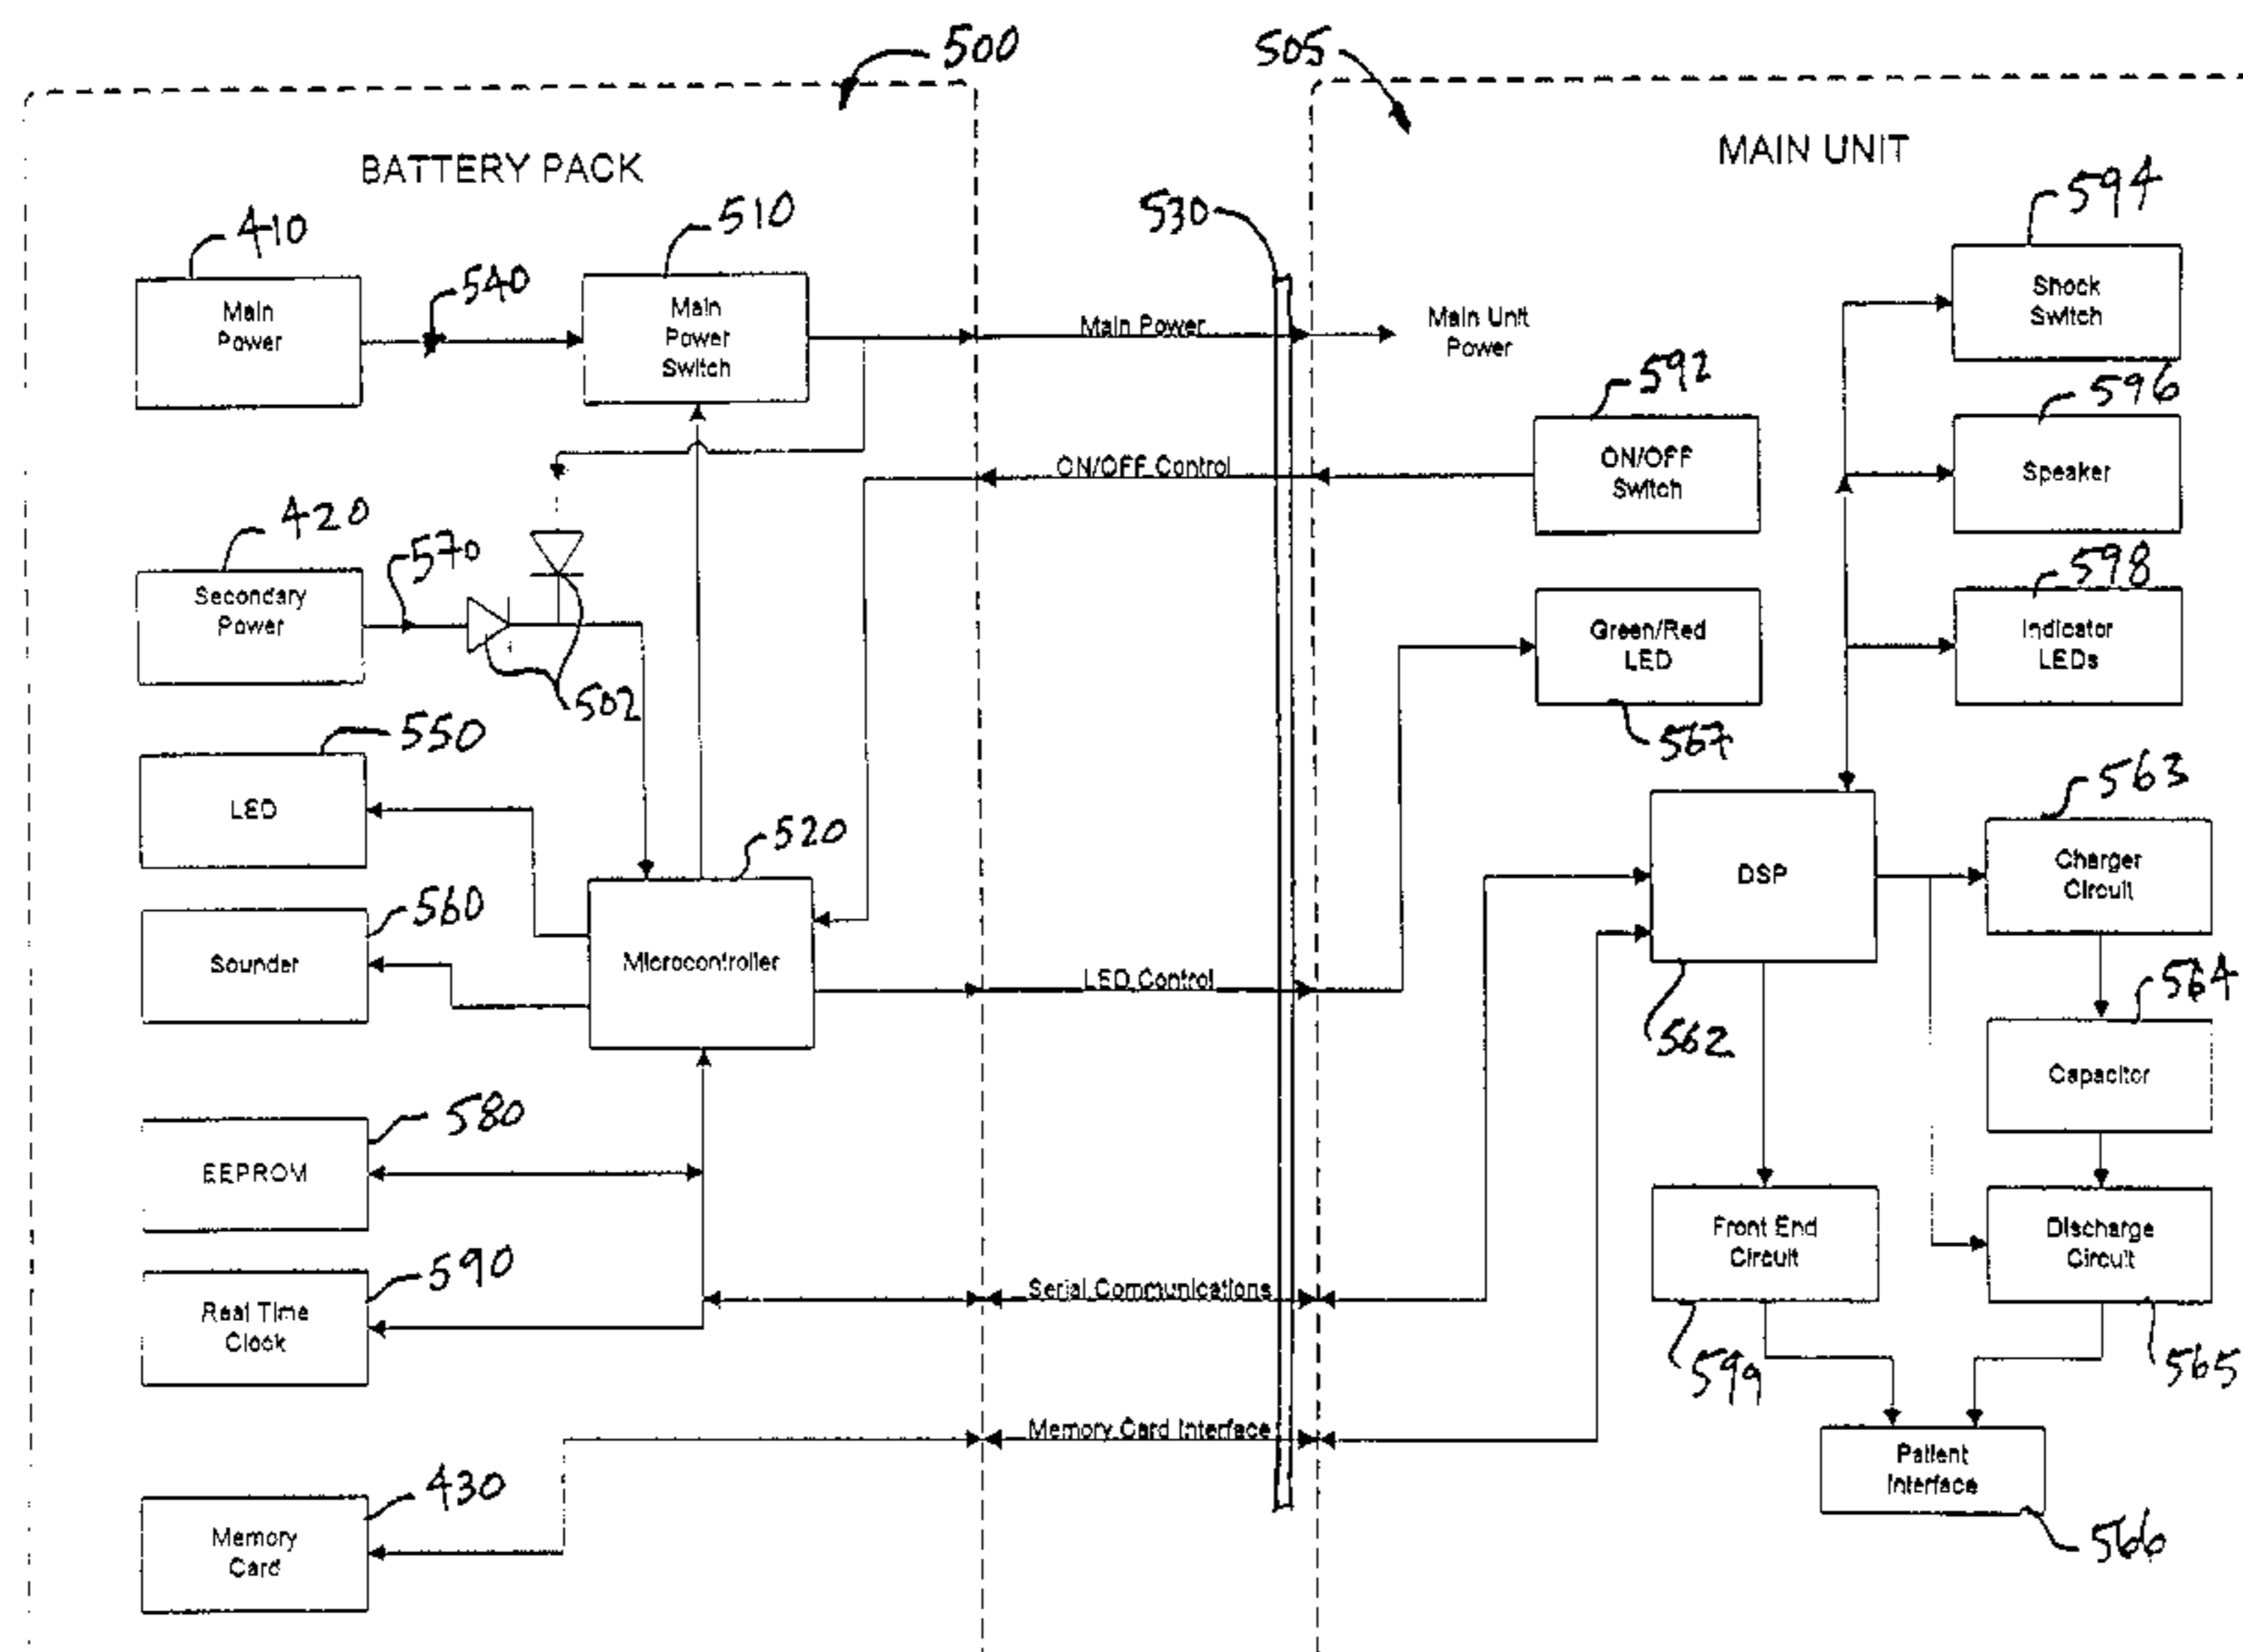 500
505
BATTERY PACK
MAIN UNIT
410
540
510
530
594
Main
Power
Main
Power
Switch
Main Power
Main Unit
Power
Shock
Switch
592
596
ON/OFF Control
ON/OFF
Switch
Speaker
420
570
598
Secondary
Power
502
Green/Red
LED
567
Indicator
LEDs
550
LED
520
563
DSP
Charger
Circuit
560
Sounder
Microcontroller
LED Control
562
564
Capacitor
580
EEPROM
Front End
Circuit
Discharge
Circuit
590
Real Time
Clock
Serial Communications
599
565
Memory Card Interface
430
Memory
Card
Patient
Interface
566